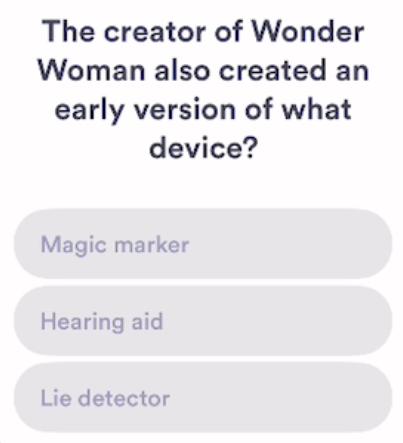 The creator of Wonder
Woman also created an
early version of what
device?
Magic marker
Hearing aid
Lie detector